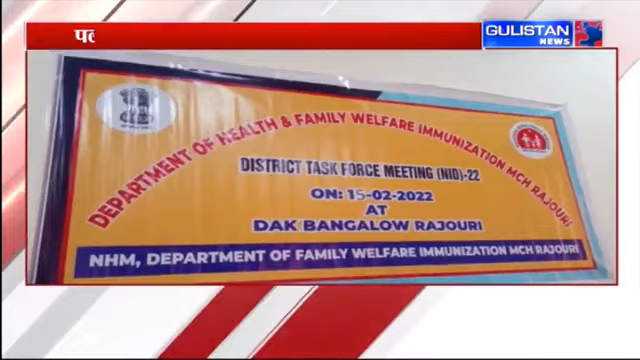 GULISTAN
NEWS
DEPARTMENT OF HEALTH & FAMILY WELFARE IMMUNIZATION MCH RAJOURI
DISTRICT TASK FORCE MEETING (NID)-22
ON: 15-02-2022
AT
DAK BANGALOW RAJOURI
NHM, DEPARTMENT OF FAMILY WELFARE IMMUNIZATION MCH RAJOURI